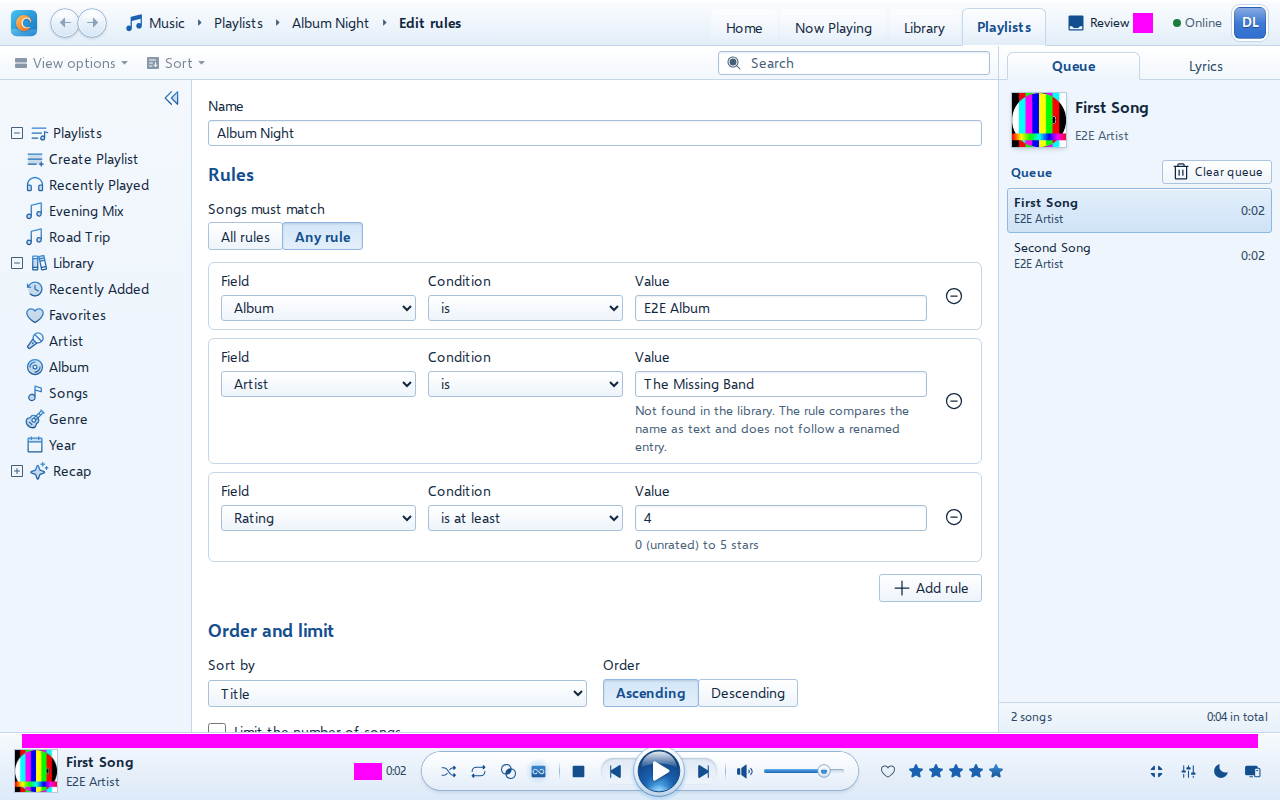 Music
Playlists
Album Night
Edit rules
Home
Now Playing
Library
Playlists
Review
Online
DL
View options
Sort
Search
Queue
Lyrics
Playlists
Create Playlist
Recently Played
Evening Mix
Road Trip
Library
Recently Added
Favorites
Artist
Album
Songs
Genre
Year
Recap
Name
Album Night
Rules
Songs must match
All rules
Any rule
Field
Condition
Value
Album
is
E2E Album
Field
Condition
Value
Artist
is
The Missing Band
Not found in the library. The rule compares the
name as text and does not follow a renamed
entry.
Field
Condition
Value
Rating
is at least
4
0 (unrated) to 5 stars
Add rule
Order and limit
Sort by
Order
Title
Ascending
Descending
Limit the number of songs
First Song
E2E Artist
Queue
Clear queue
First Song
E2E Artist
0:02
Second Song
E2E Artist
0:02
2 songs
0:04 in total
First Song
E2E Artist
0:02